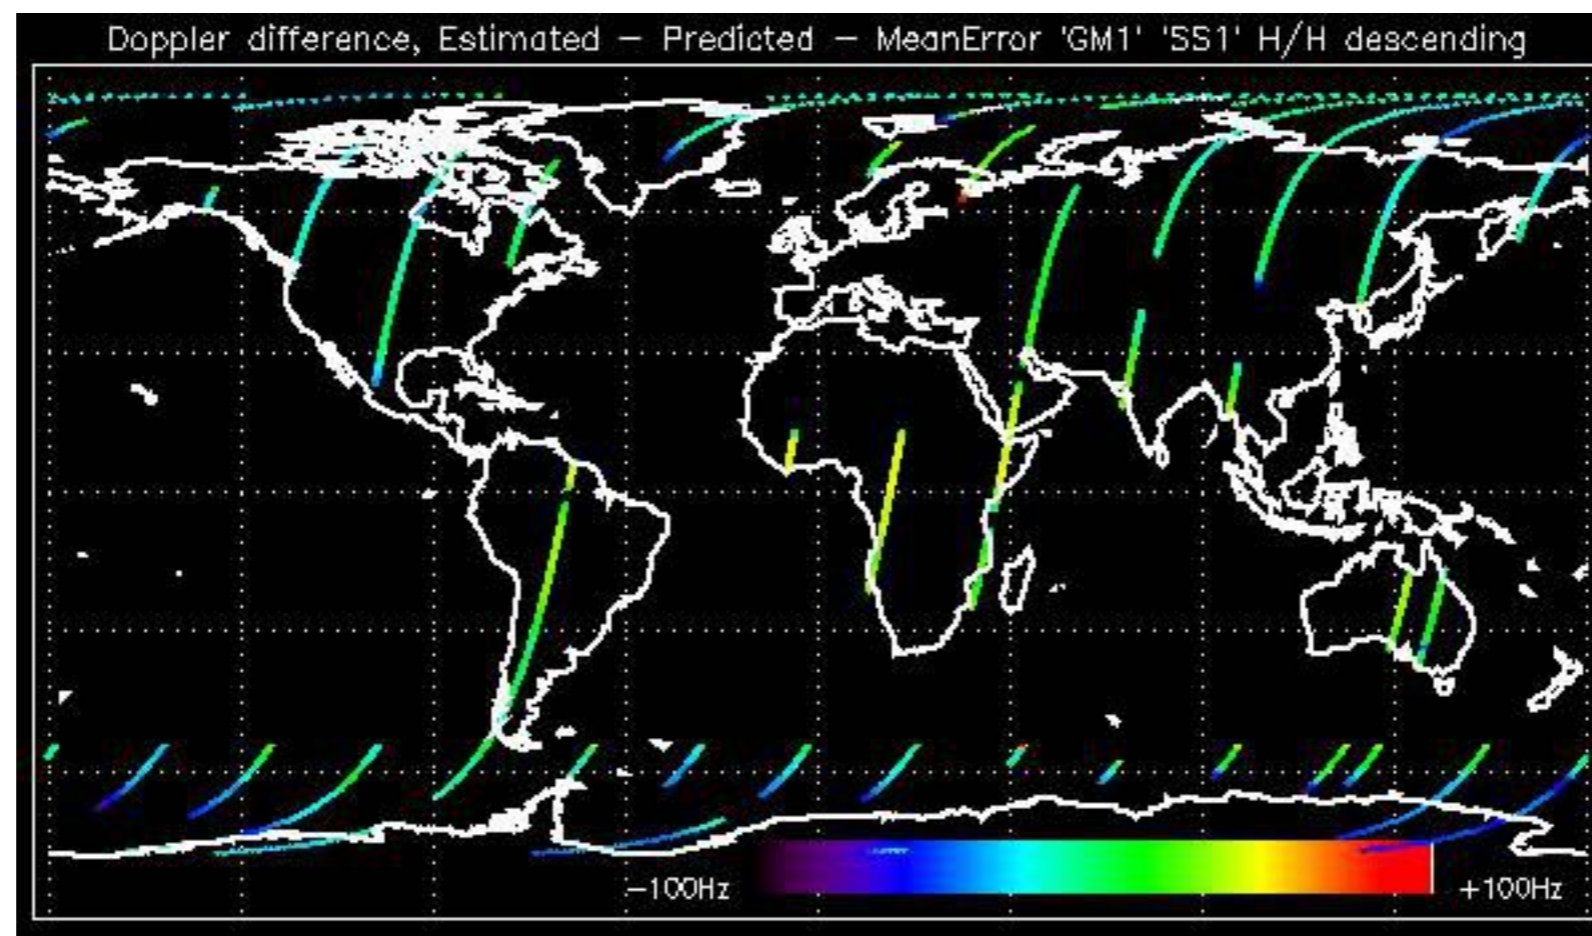 Doppler difference, Estimated – Predicted – MeanError 'GM1' 'SS1' H/H descending
–100Hz
+100Hz